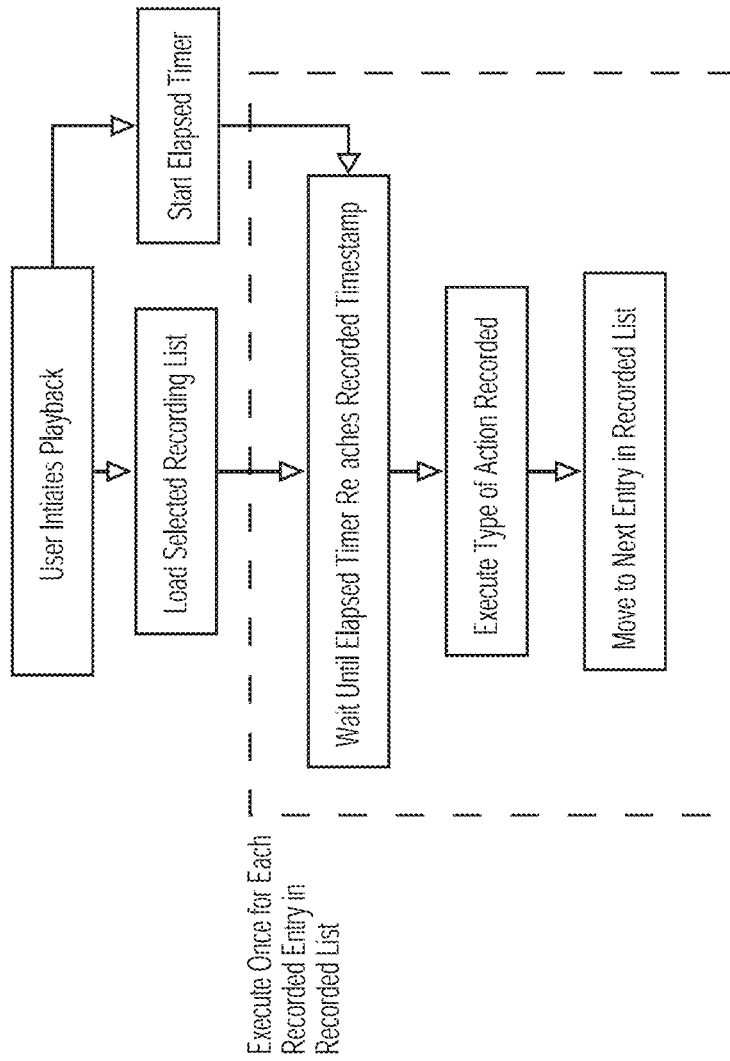 User Intiates Playback
Start Elapsed Timer
Load Selected Recording List
Execute Once for Each
Recorded Entry in
Recorded List
Wait Until Elapsed Timer Re aches Recorded Timestamp
Execute Type of Action Recorded
Move to Next Entry in Recorded List